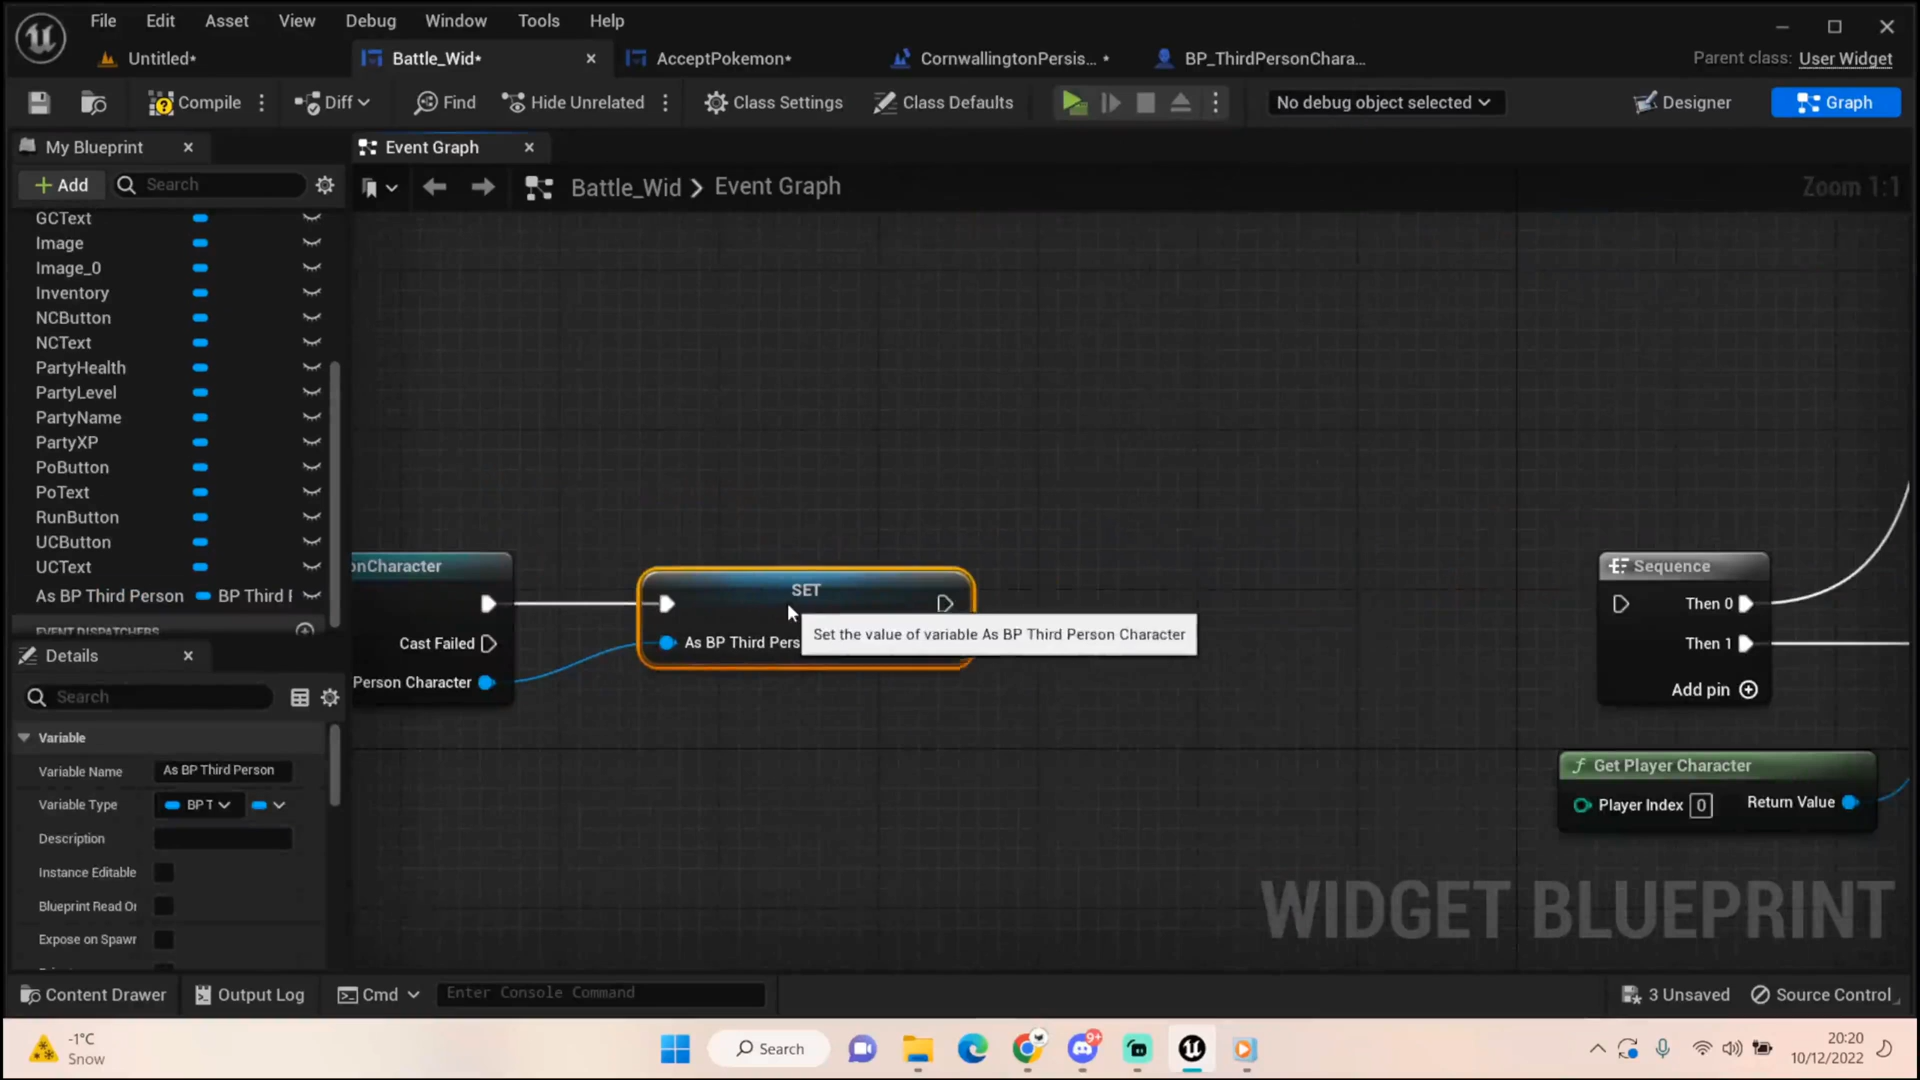 File Edit Asset View Debug Window Tools Help
Untitled* Battle_Wid* AcceptPokemon* CornwallingtonPersis... * BP_ThirdPersonChara... Parent class: User Widget
Compile Diff Find Hide Unrelated Class Settings Class Defaults No debug object selected Designer Graph
My Blueprint Event Graph
+ Add Search Battle_Wid > Event Graph Zoom 1:1
GCText
Image
Image_0
Inventory
NCButton
NCText
PartyHealth
PartyLevel
PartyName
PartyXP
PoButton
PoText
RunButton
UCButton
UCText
As BP Third Person BP Third I
EVENT DISPATCHERS
Details
Search
Variable
Variable Name As BP Third Person
Variable Type BP T
Description
Instance Editable
Blueprint Read Or
Expose on Spawn
onCharacter
Cast Failed
Person Character
SET
As BP Third Pers
Set the value of variable As BP Third Person Character
Sequence
Then 0
Then 1
Add pin
f Get Player Character
Player Index 0 Return Value
WIDGET BLUEPRINT
Content Drawer Output Log Cmd Enter Console Command 3 Unsaved Source Control
-1°C
Snow
Search
9+
20:20
10/12/2022